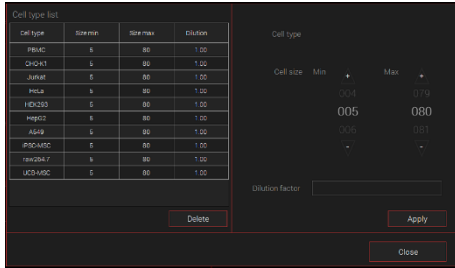 Cell type list
Cell type Size min Size max Dilution
PBMC 5 80 1.00
CHO-K1 5 80 1.00
Jurkat 5 80 1.00
HeLa 5 80 1.00
HEK293 5 80 1.00
HepG2 5 80 1.00
A549 5 80 1.00
iPSC-MSC 5 80 1.00
raw264.7 5 80 1.00
UCB-MSC 5 80 1.00
Delete
Cell type
Cell size Min + Max +
004 079
005 080
006 081
- -
Dilution factor
Apply
Close